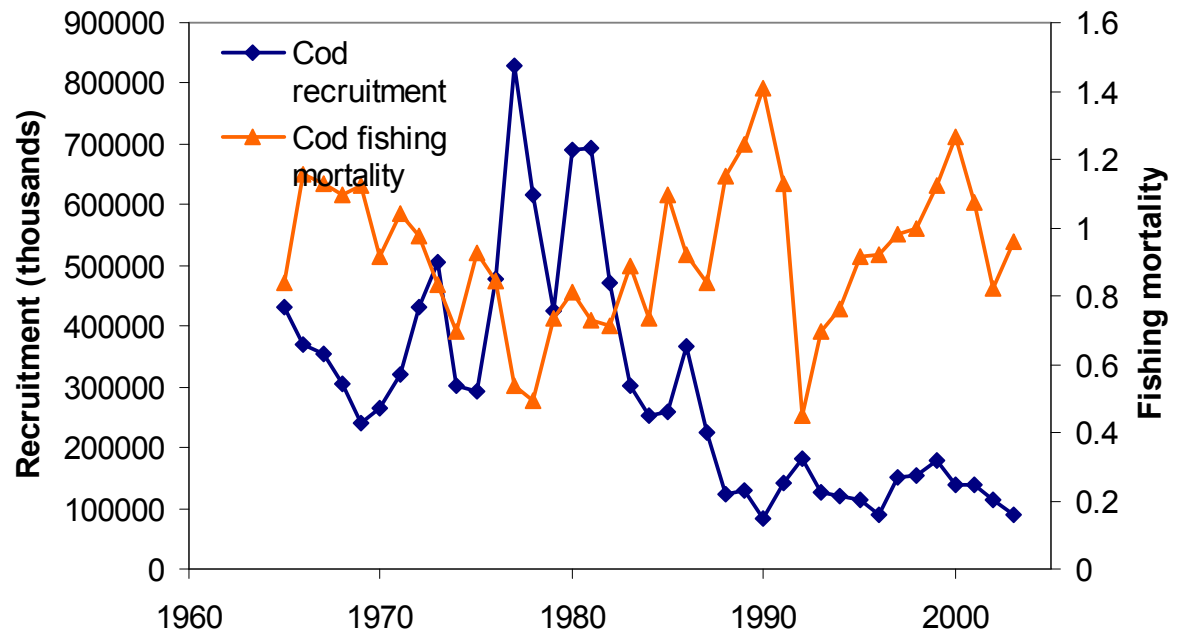 900000
800000
700000
600000
500000
400000
300000
200000
100000
0
Recruitment (thousands)
Cod
recruitment
Cod fishing
mortality
1.6
1.4
1.2
1
0.8
0.6
0.4
0.2
0
Fishing mortality
1960 1970 1980 1990 2000